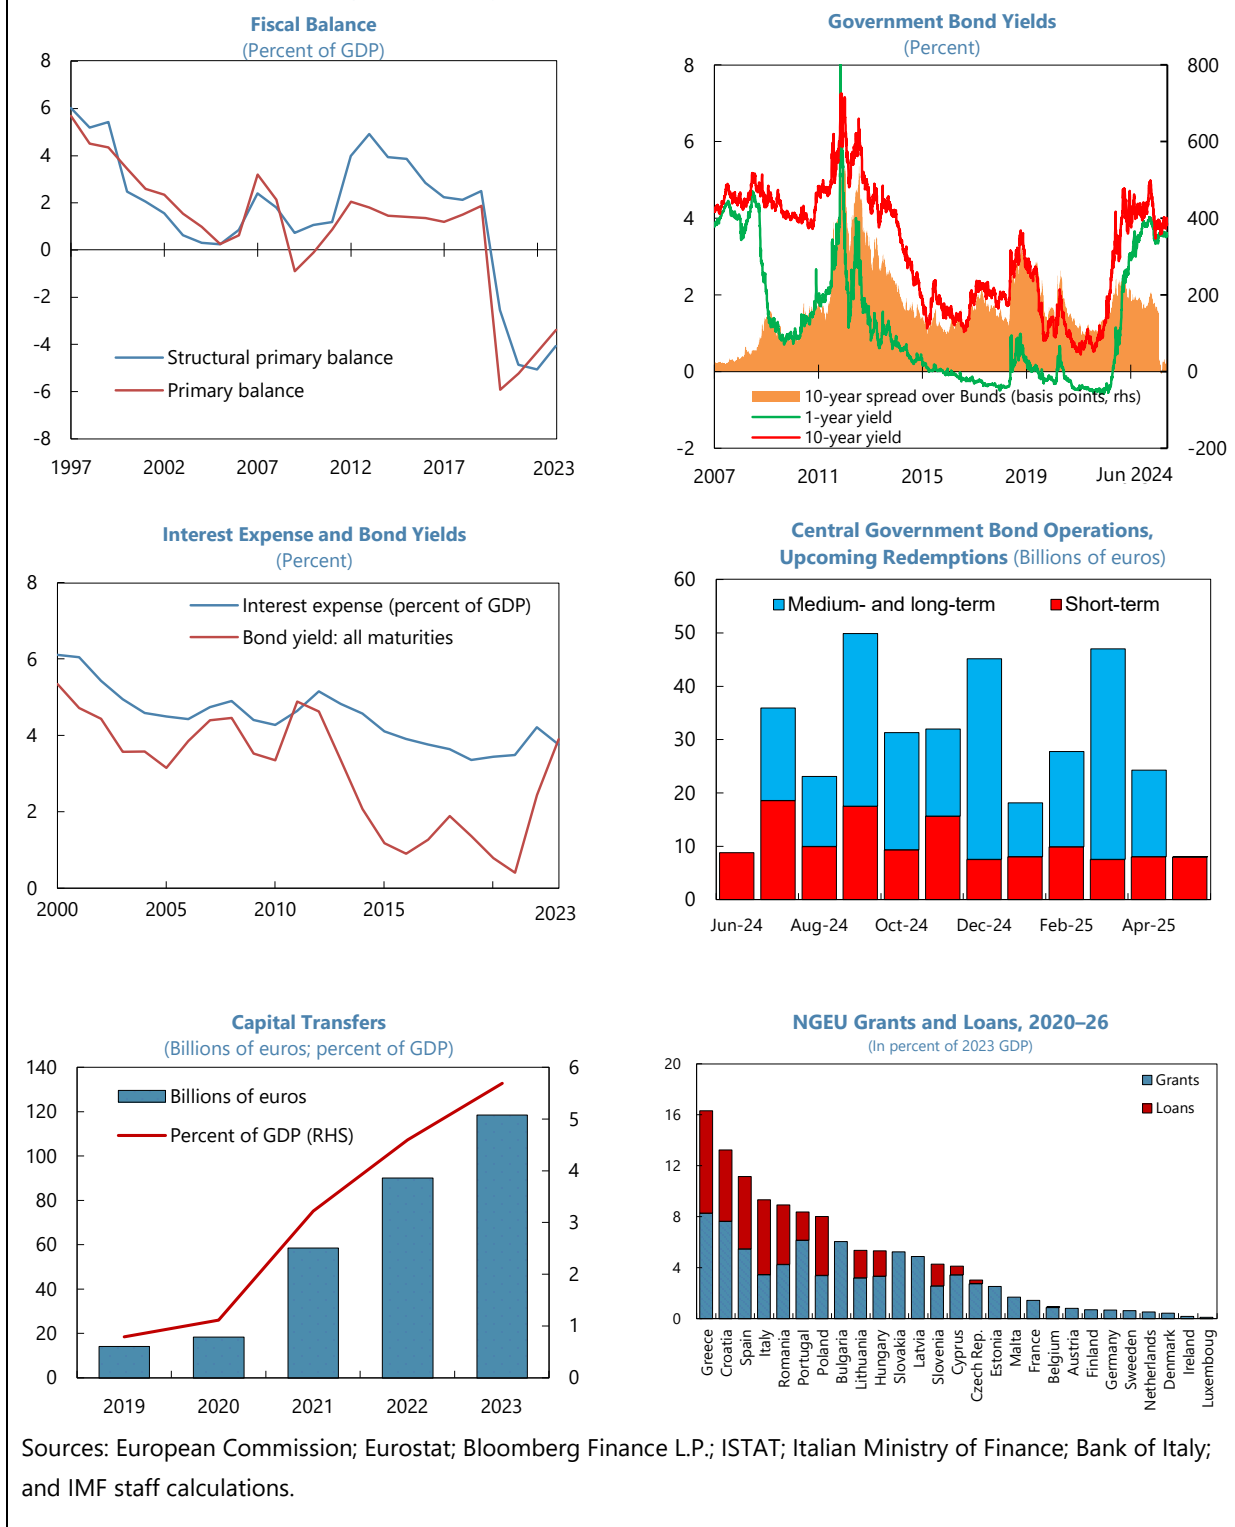 Fiscal Balance
(Percent of GDP)
8
6
4
2
0
-2
-4
-6
-8
Structural primary balance
Primary balance
1997 2002 2007 2012 2017 2023
Government Bond Yields
(Percent)
8 800
6 600
4 400
2 200
0 0
-2 -200
10-year spread over Bunds (basis points, rhs)
1-year yield
10-year yield
2007 2011 2015 2019 Jun 2024
Interest Expense and Bond Yields
(Percent)
8
6
4
2
0
Interest expense (percent of GDP)
Bond yield: all maturities
2000 2005 2010 2015 2023
Central Government Bond Operations,
Upcoming Redemptions (Billions of euros)
60
50
40
30
20
10
0
Medium- and long-term Short-term
Jun-24 Aug-24 Oct-24 Dec-24 Feb-25 Apr-25
Capital Transfers
(Billions of euros; percent of GDP)
140 6
120 5
100 4
80 3
60 2
40 1
20 0
0
Billions of euros
Percent of GDP (RHS)
2019 2020 2021 2022 2023
NGEU Grants and Loans, 2020–26
(In percent of 2023 GDP)
20
16
12
8
4
0
Grants
Loans
Greece
Croatia
Spain
Italy
Romania
Portugal
Poland
Bulgaria
Lithuania
Hungary
Slovakia
Latvia
Slovenia
Cyprus
Czech Rep.
Estonia
Malta
France
Belgium
Austria
Finland
Germany
Sweden
Netherlands
Denmark
Ireland
Luxemboug
Sources: European Commission; Eurostat; Bloomberg Finance L.P.; ISTAT; Italian Ministry of Finance; Bank of Italy;
and IMF staff calculations.